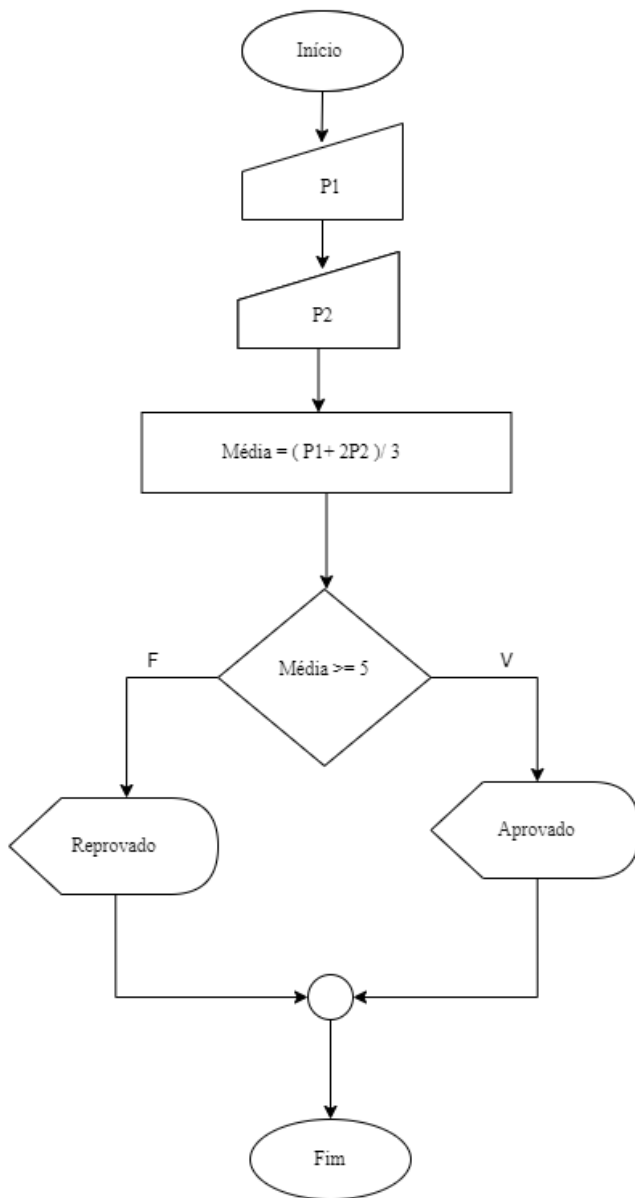 Início
P1
P2
Média = ( P1+ 2P2 )/ 3
Média >= 5
F
V
Reprovado
Aprovado
Fim